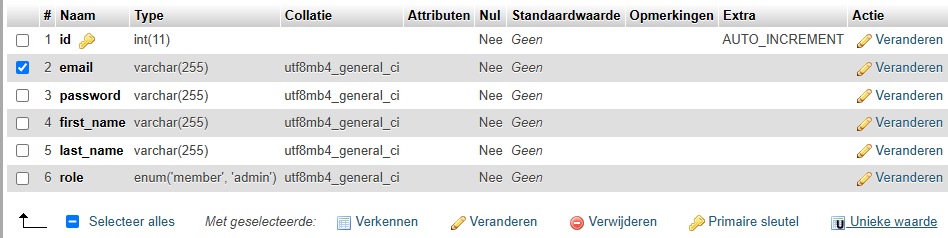 # Naam Type Collatie Attributen Nul Standaardwaarde Opmerkingen Extra Actie
1 id int(11) Nee Geen AUTO_INCREMENT Veranderen
2 email varchar(255) utf8mb4_general_ci Nee Geen Veranderen
3 password varchar(255) utf8mb4_general_ci Nee Geen Veranderen
4 first_name varchar(255) utf8mb4_general_ci Nee Geen Veranderen
5 last_name varchar(255) utf8mb4_general_ci Nee Geen Veranderen
6 role enum('member', 'admin') utf8mb4_general_ci Nee Geen Veranderen
Selecteer alles Met geselecteerde: Verkennen Veranderen Verwijderen Primaire sleutel Unieke waarde